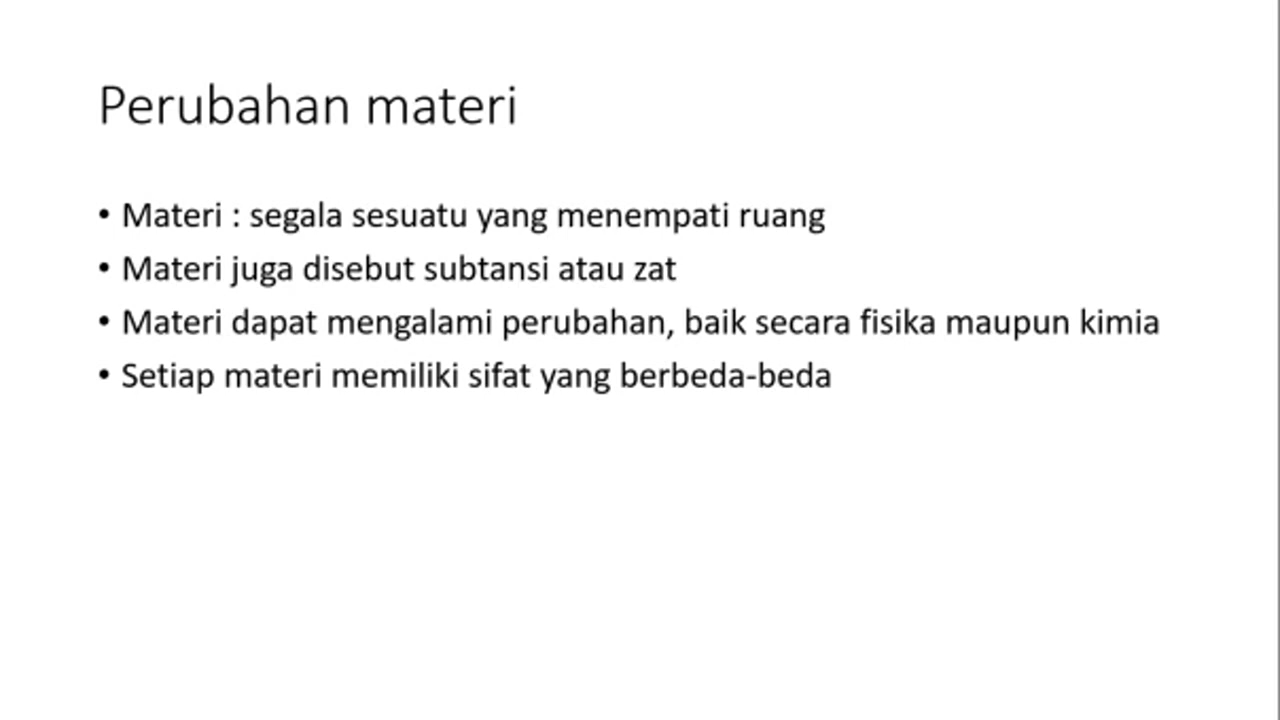 Perubahan materi
• Materi : segala sesuatu yang menempati ruang
• Materi juga disebut subtansi atau zat
• Materi dapat mengalami perubahan, baik secara fisika maupun kimia
• Setiap materi memiliki sifat yang berbeda-beda